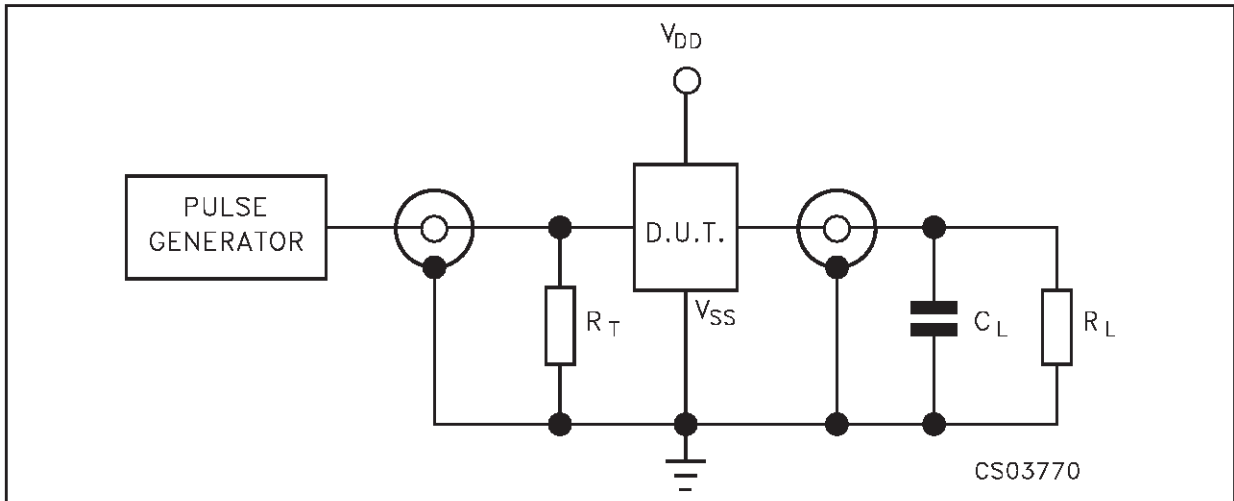 VDD
PULSE
GENERATOR
D.U.T.
RT
VSS
CL
RL
CS03770